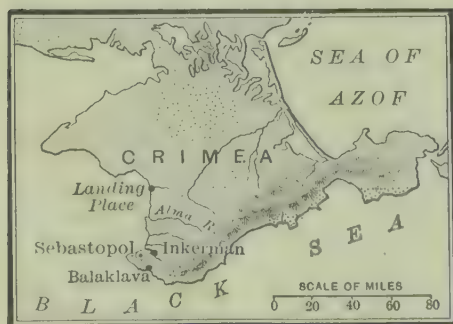 SEA OF
AZOF
CRIMEA
Landing
Place
Alma R.
Sebastopol
Inkerman
Balaklava
BLACK SEA
SCALE OF MILES
0 20 40 60 80